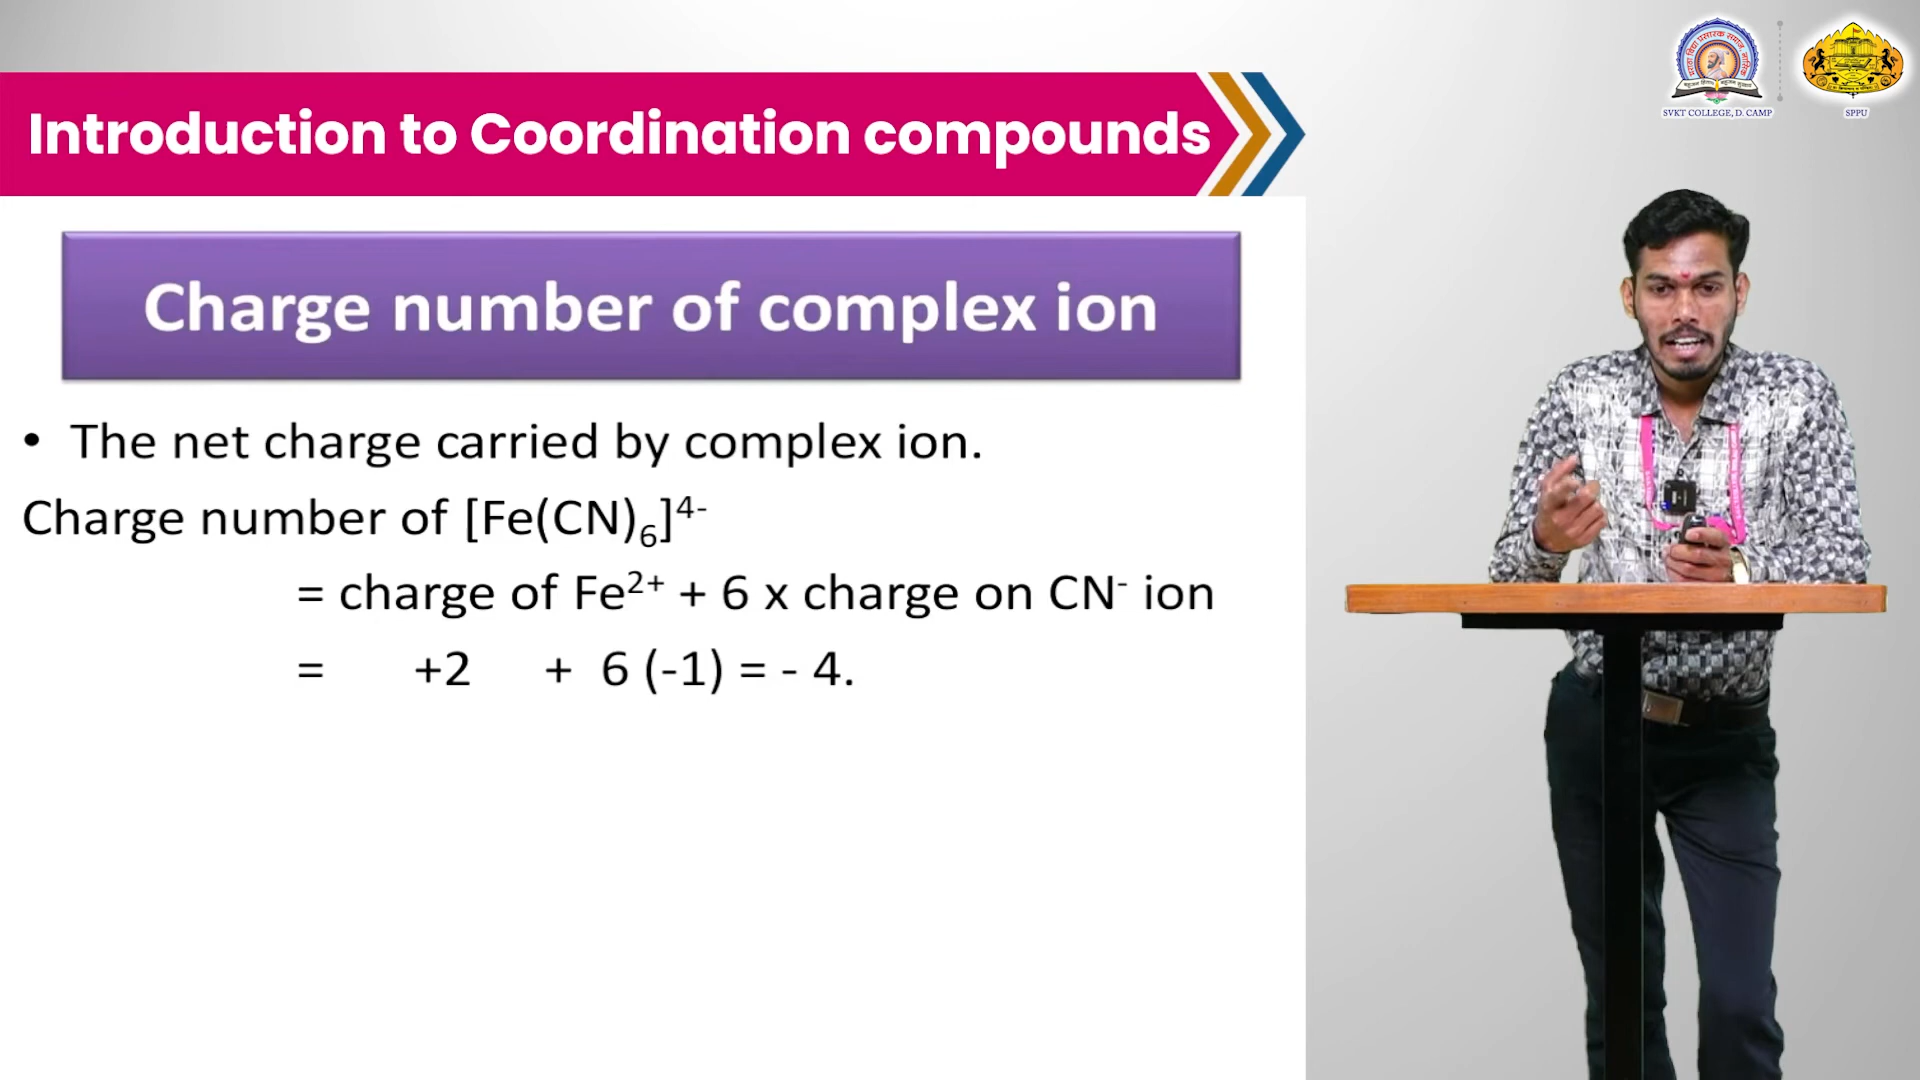 SVKT COLLEGE, D. CAMP
SPPU
Introduction to Coordination compounds
Charge number of complex ion
• The net charge carried by complex ion.
Charge number of [Fe(CN)₆]⁴⁻
= charge of Fe²⁺ + 6 x charge on CN⁻ ion
= +2 + 6 (-1) = - 4.